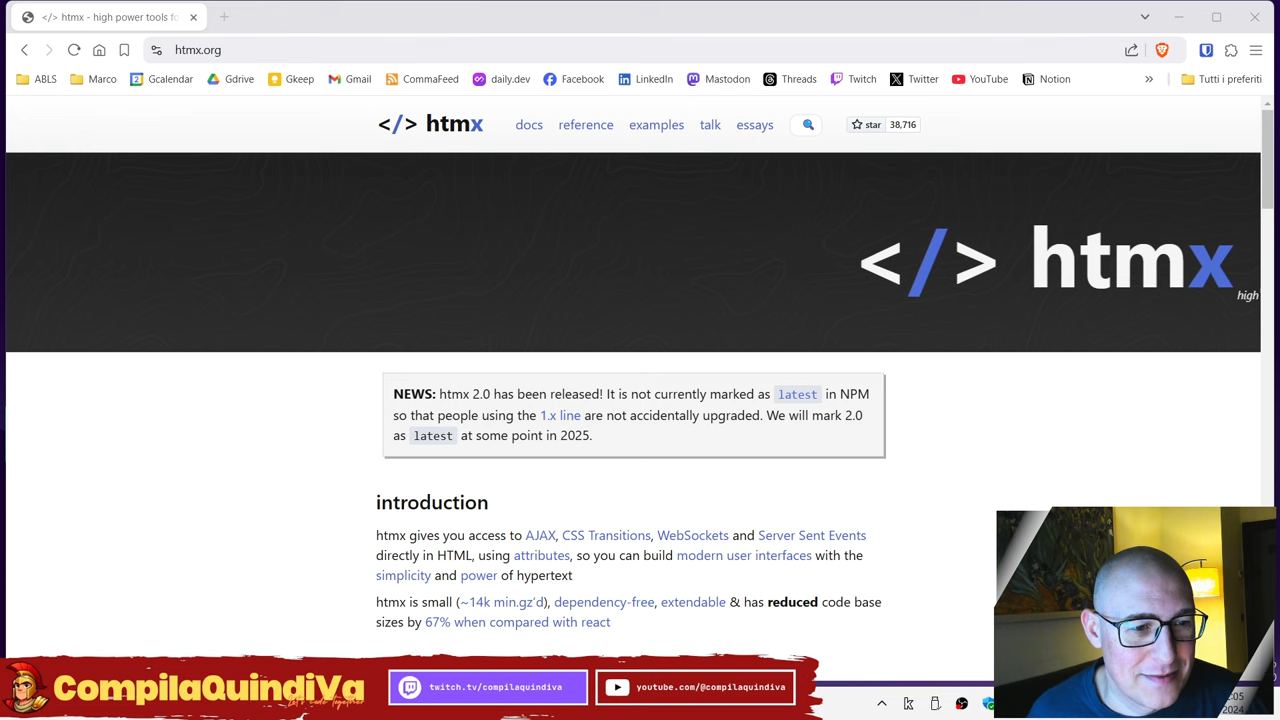 </> htmx - high power tools fo
htmx.org
ABLS Marco Gcalendar Gdrive Gkeep Gmail CommaFeed daily.dev Facebook LinkedIn Mastodon Threads Twitch Twitter YouTube Notion » Tutti i preferiti
</> htmx docs reference examples talk essays star 38,716
</> htmx
high
NEWS: htmx 2.0 has been released! It is not currently marked as latest in NPM
so that people using the 1.x line are not accidentally upgraded. We will mark 2.0
as latest at some point in 2025.
introduction
htmx gives you access to AJAX, CSS Transitions, WebSockets and Server Sent Events
directly in HTML, using attributes, so you can build modern user interfaces with the
simplicity and power of hypertext
htmx is small (~14k min.gz'd), dependency-free, extendable & has reduced code base
sizes by 67% when compared with react
CompilaQuindiVa
Let's Code Together
twitch.tv/compilaquindiva
youtube.com/@compilaquindiva
:05
2024